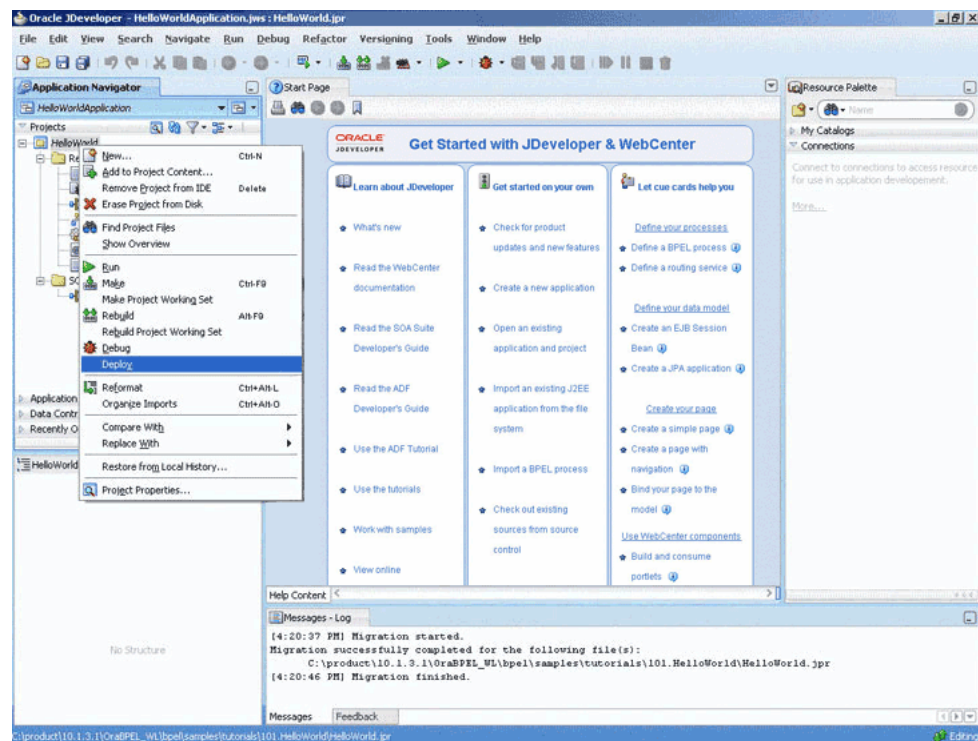 Oracle JDeveloper - HelloWorldApplication.jws : HelloWorld.jpr
File Edit View Search Navigate Run Debug Refactor Versigning Tools Window Help
Application Navigator
HelloWorldApplication
Projects
HelloWorld
Re
SO
New... Ctrl-N
Add to Project Content...
Remove Project from IDE Delete
Erase Project from Disk
Find Project Files
Show Overview
Run
Make Ctrl-F9
Make Project Working Set
Rebuild Alt-F9
Rebuild Project Working Set
Debug
Deploy
Reformat Ctrl+Alt-L
Organize Imports Ctrl+Alt-O
Compare With
Replace With
Restore from Local History...
Project Properties...
Application
Data Contr
Recently O
HelloWorld
No Structure
Start Page
ORACLE
JDEVELOPER
Get Started with JDeveloper & WebCenter
Learn about JDeveloper
What's new
Read the WebCenter
documentation
Read the SOA Suite
Developer's Guide
Read the ADF
Developer's Guide
Use the ADF Tutorial
Use the tutorials
Work with samples
View online
Get started on your own
Check for product
updates and new features
Create a new application
Open an existing
application and project
Import an existing J2EE
application from the file
system
Import a BPEL process
Check out existing
sources from source
control
Let cue cards help you
Define your processes
Define a BPEL process
Define a routing service
Define your data model
Create an EJB Session
Bean
Create a JPA application
Create your page
Create a simple page
Create a page with
navigation
Bind your page to the
model
Use WebCenter components
Build and consume
portlets
Help Content
Resource Palette
Name
My Catalogs
Connections
Connect to connections to access resource
for use in application developement.
More...
Messages - Log
[4:20:37 PM] Migration started.
Migration successfully completed for the following file(s):
C:\product\10.1.3.1\OraBPEL_WL\bpel\samples\tutorials\101.HelloWorld\HelloWorld.jpr
[4:20:46 PM] Migration finished.
Messages Feedback
C:\product\10.1.3.1\OraBPEL_WL\bpel\samples\tutorials\101.HelloWorld\HelloWorld.jpr
Editing